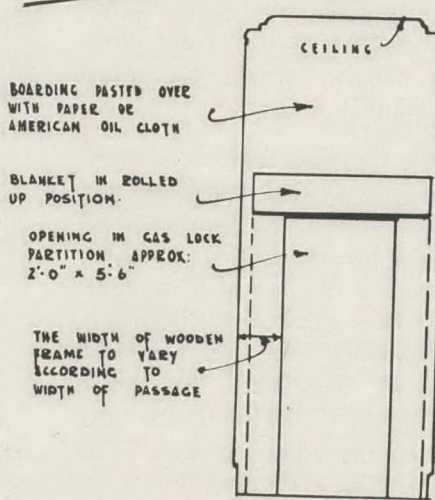 CEILING
BOARDING PASTED OVER
WITH PAPER OR
AMERICAN OIL CLOTH
BLANKET IN ROLLED
UP POSITION.
OPENING IN GAS LOCK
PARTITION APPROX:
2'-0" x 5'-6"
THE WIDTH OF WOODEN
FRAME TO VARY
ACCORDING TO
WIDTH OF PASSAGE